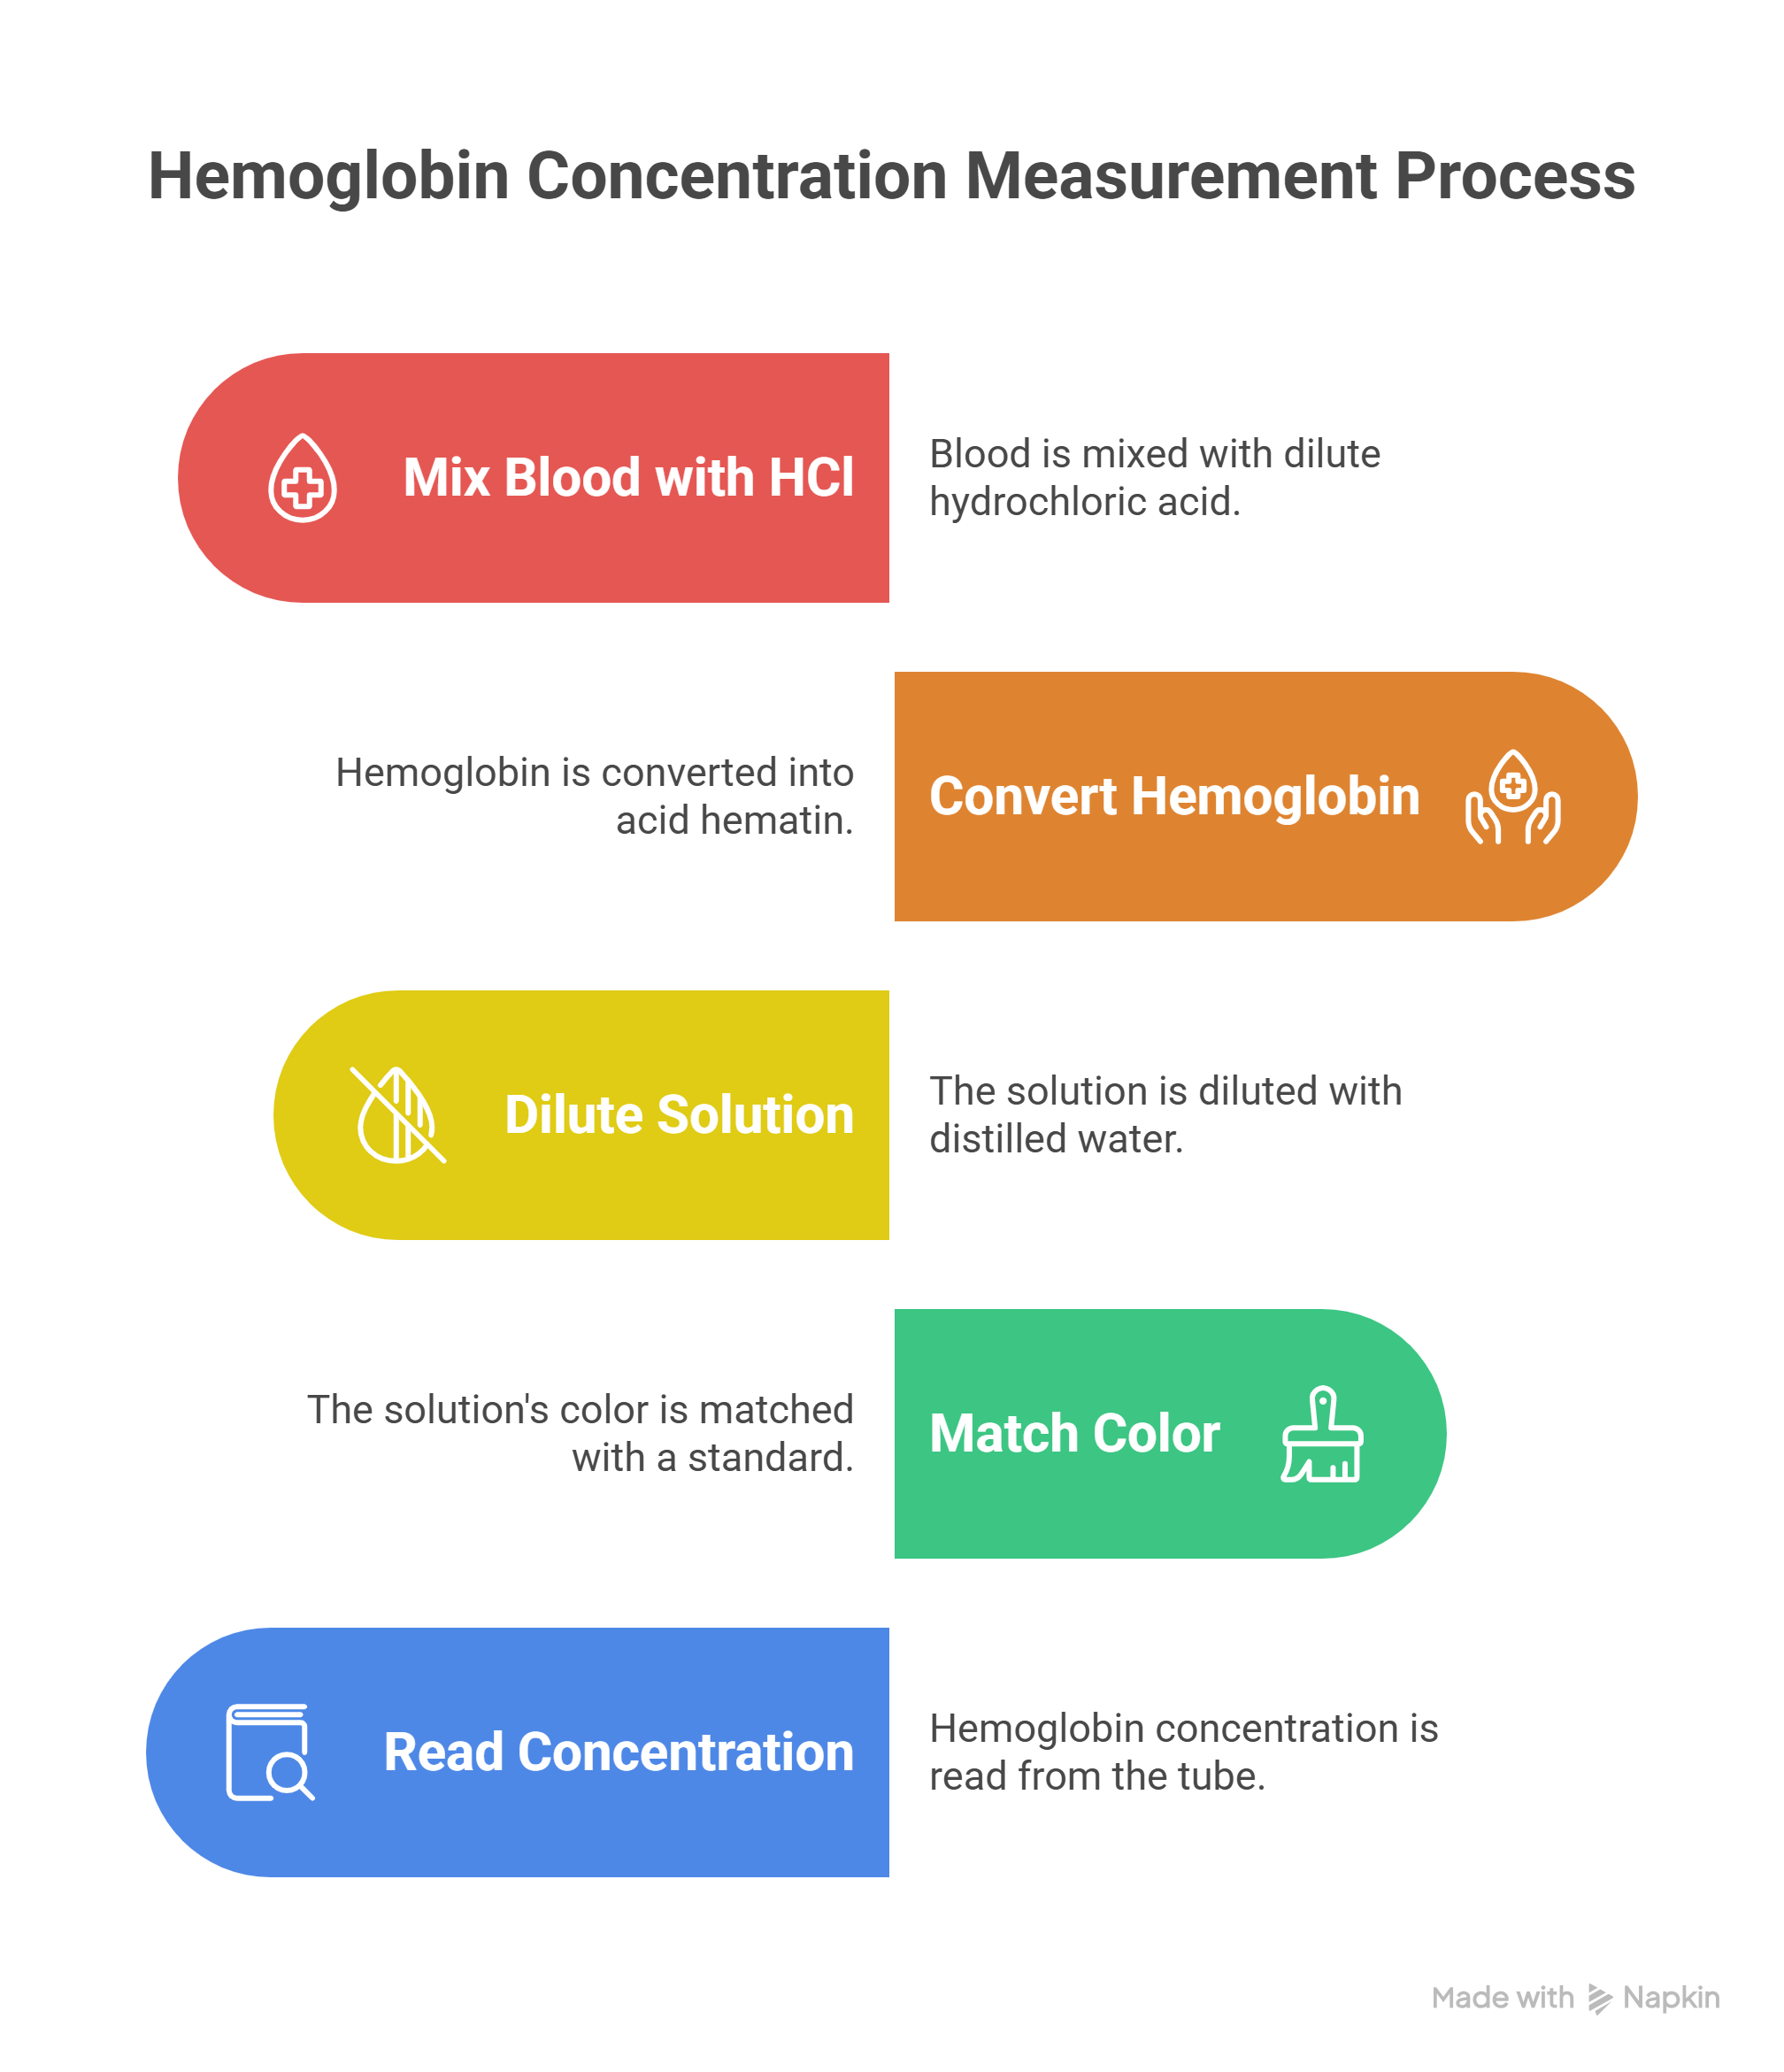 Hemoglobin Concentration Measurement Process
Mix Blood with HCl
Blood is mixed with dilute
hydrochloric acid.
Hemoglobin is converted into
acid hematin.
Convert Hemoglobin
Dilute Solution
The solution is diluted with
distilled water.
The solution's color is matched
with a standard.
Match Color
Read Concentration
Hemoglobin concentration is
read from the tube.
Made with Napkin